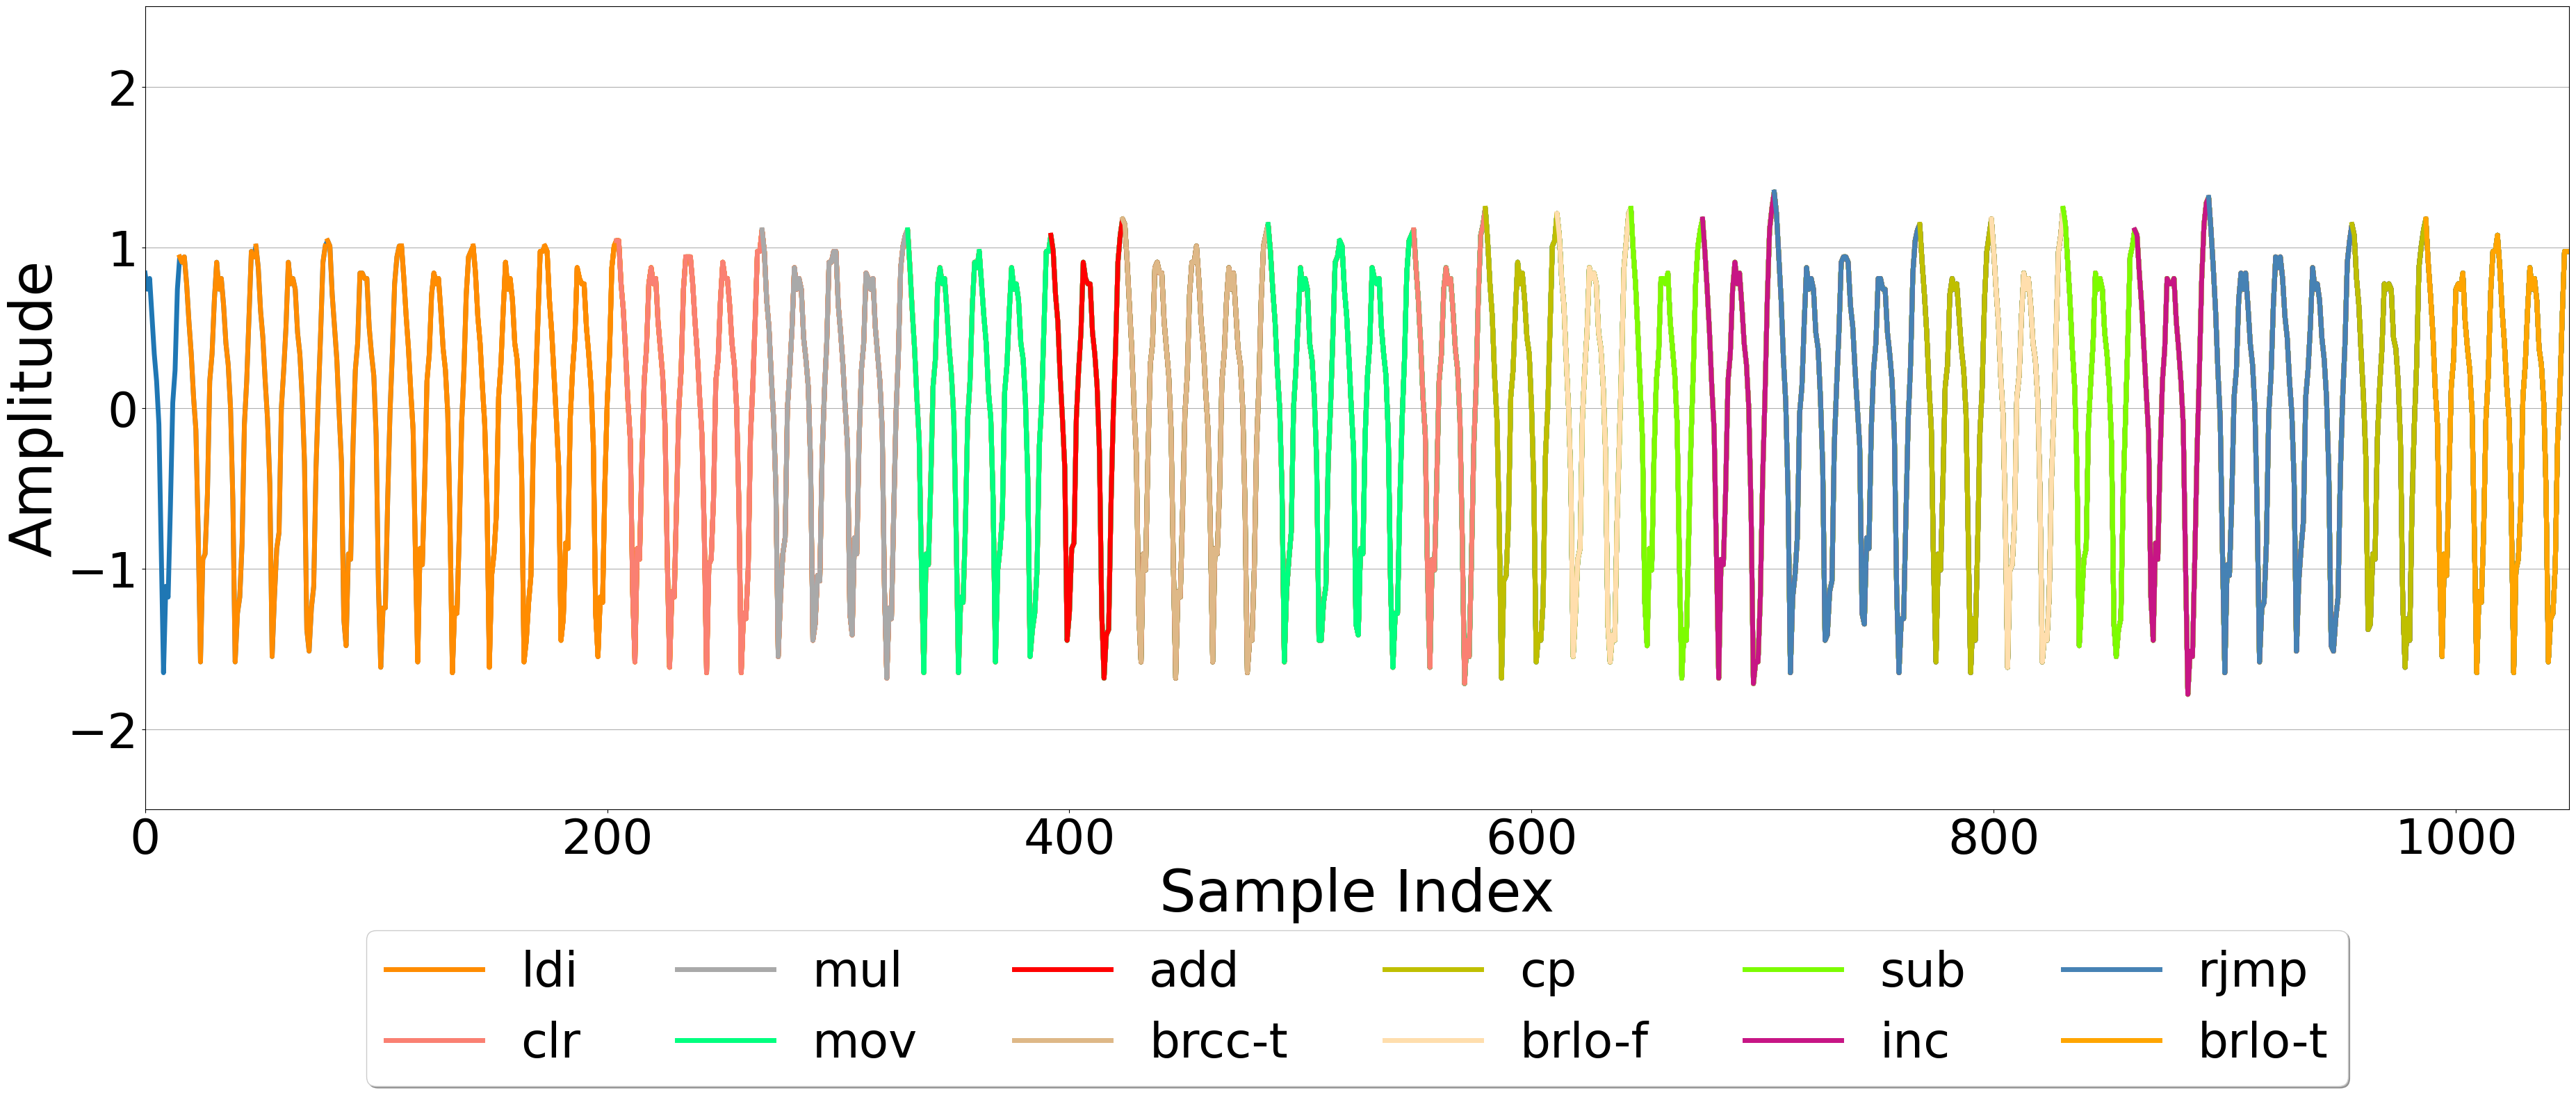 Amplitude
2
1
0
−1
−2
0 200 400 600 800 1000
Sample Index
ldi mul add cp sub rjmp
clr mov brcc-t brlo-f inc brlo-t